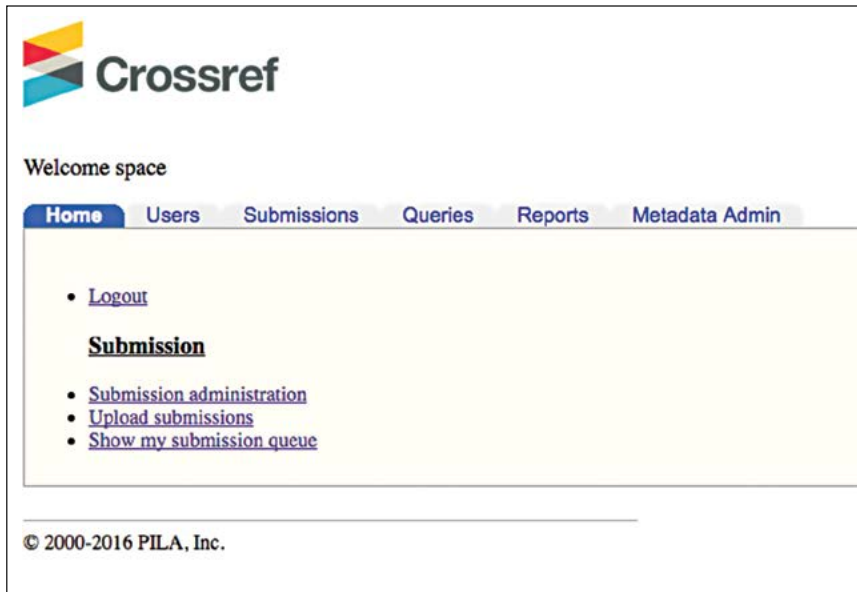 Crossref
Welcome space
Home Users Submissions Queries Reports Metadata Admin
Logout
Submission
Submission administration
Upload submissions
Show my submission queue
© 2000-2016 PILA, Inc.